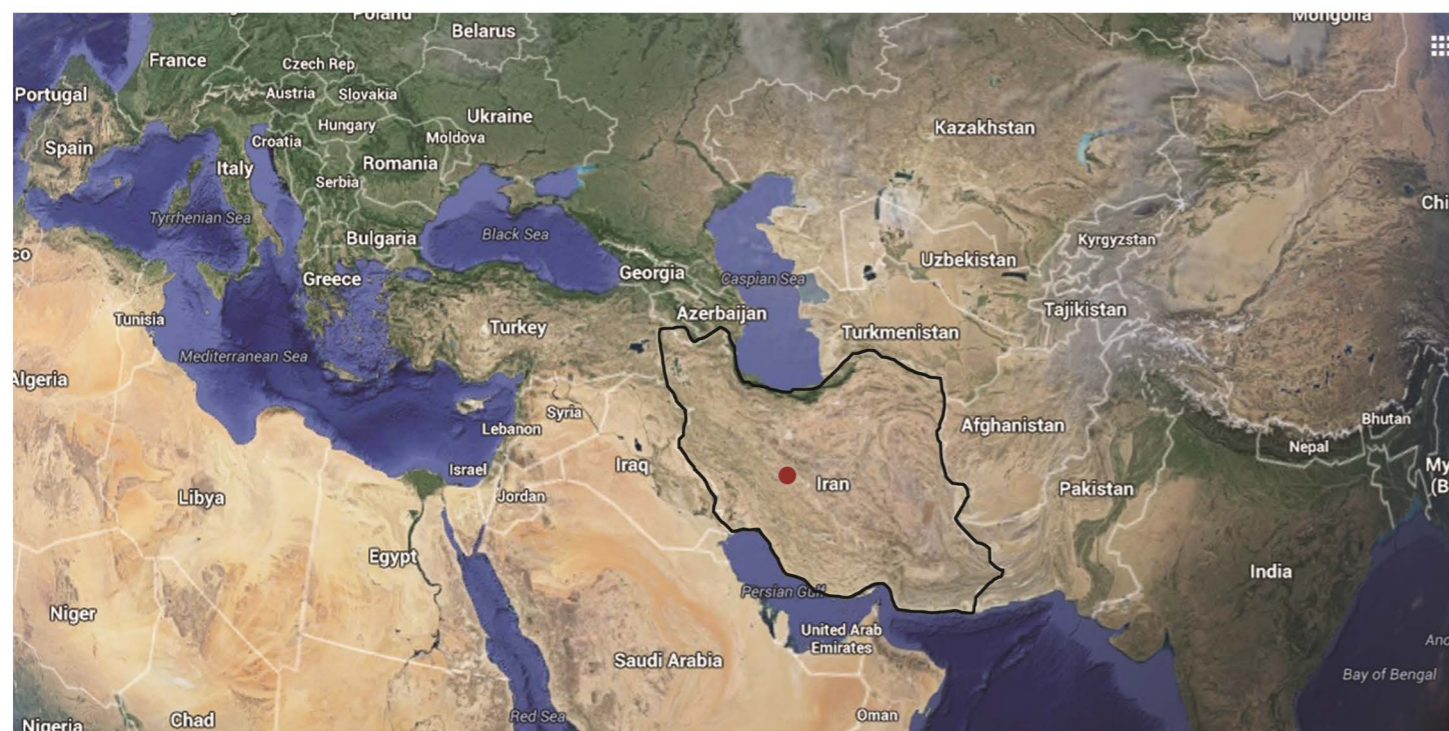 Poland
Mongolia
Belarus
France
Czech Rep
Portugal
Austria
Slovakia
Ukraine
Hungary
Kazakhstan
Croatia
Moldova
Spain
Romania
Italy
Serbia
Chi
Tyrrhenian Sea
Black Sea
Bulgaria
Kyrgyzstan
co
Uzbekistan
Georgia
Greece
Caspian Sea
Tajikistan
Azerbaijan
Tunisia
Turkey
Turkmenistan
Mediterranean Sea
Algeria
Syria
Bhutan
Afghanistan
Lebanon
Nepal
Iraq
Israel
My
(B
Iran
Pakistan
Jordan
Libya
Egypt
India
Persian Gulf
Niger
United Arab
Emirates
And
Saudi Arabia
Bay of Bengal
Oman
Red Sea
Chad
Nigeria